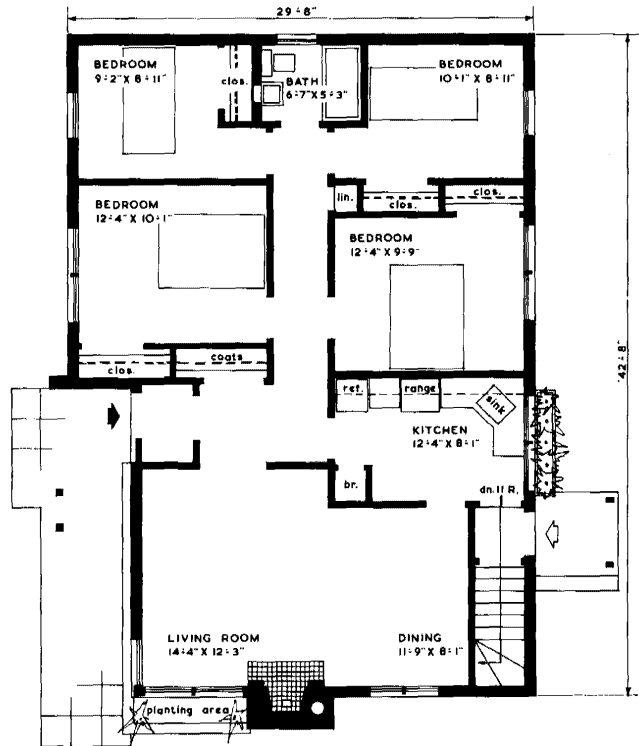 29'-8"
BEDROOM
9'-2" X 8'-11"
clos.
BATH
6'-7" X 5'-3"
BEDROOM
10'-1" X 8'-11"
lin.
clos.
clos.
BEDROOM
12'-4" X 10'-1"
BEDROOM
12'-4" X 9'-9"
42'-8"
clos.
coats
ref.
range
sink
KITCHEN
12'-4" X 8'-1"
br.
dn. 11 R.
LIVING ROOM
14'-4" X 12'-3"
DINING
11'-9" X 8'-1"
planting area